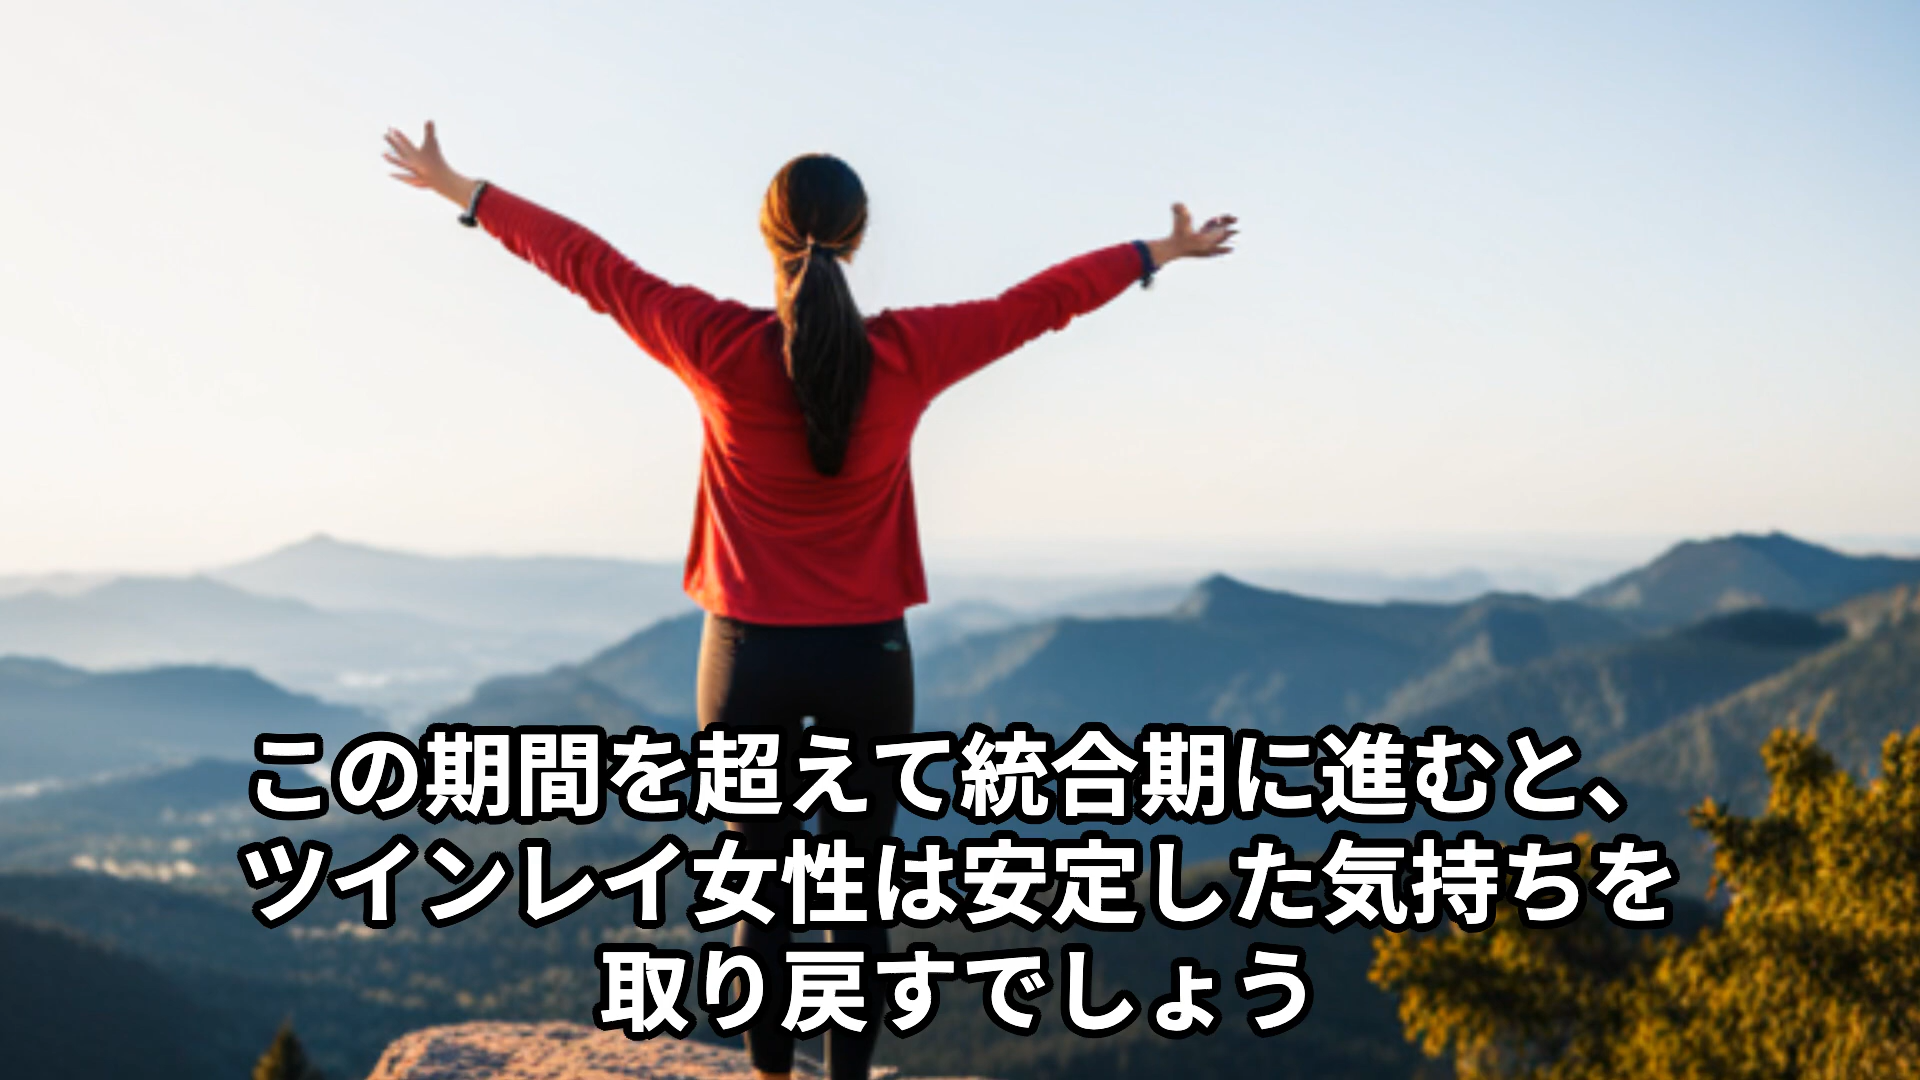 この期間を超えて統合期に進むと、
ツインレイ女性は安定した気持ちを
取り戻すでしょう